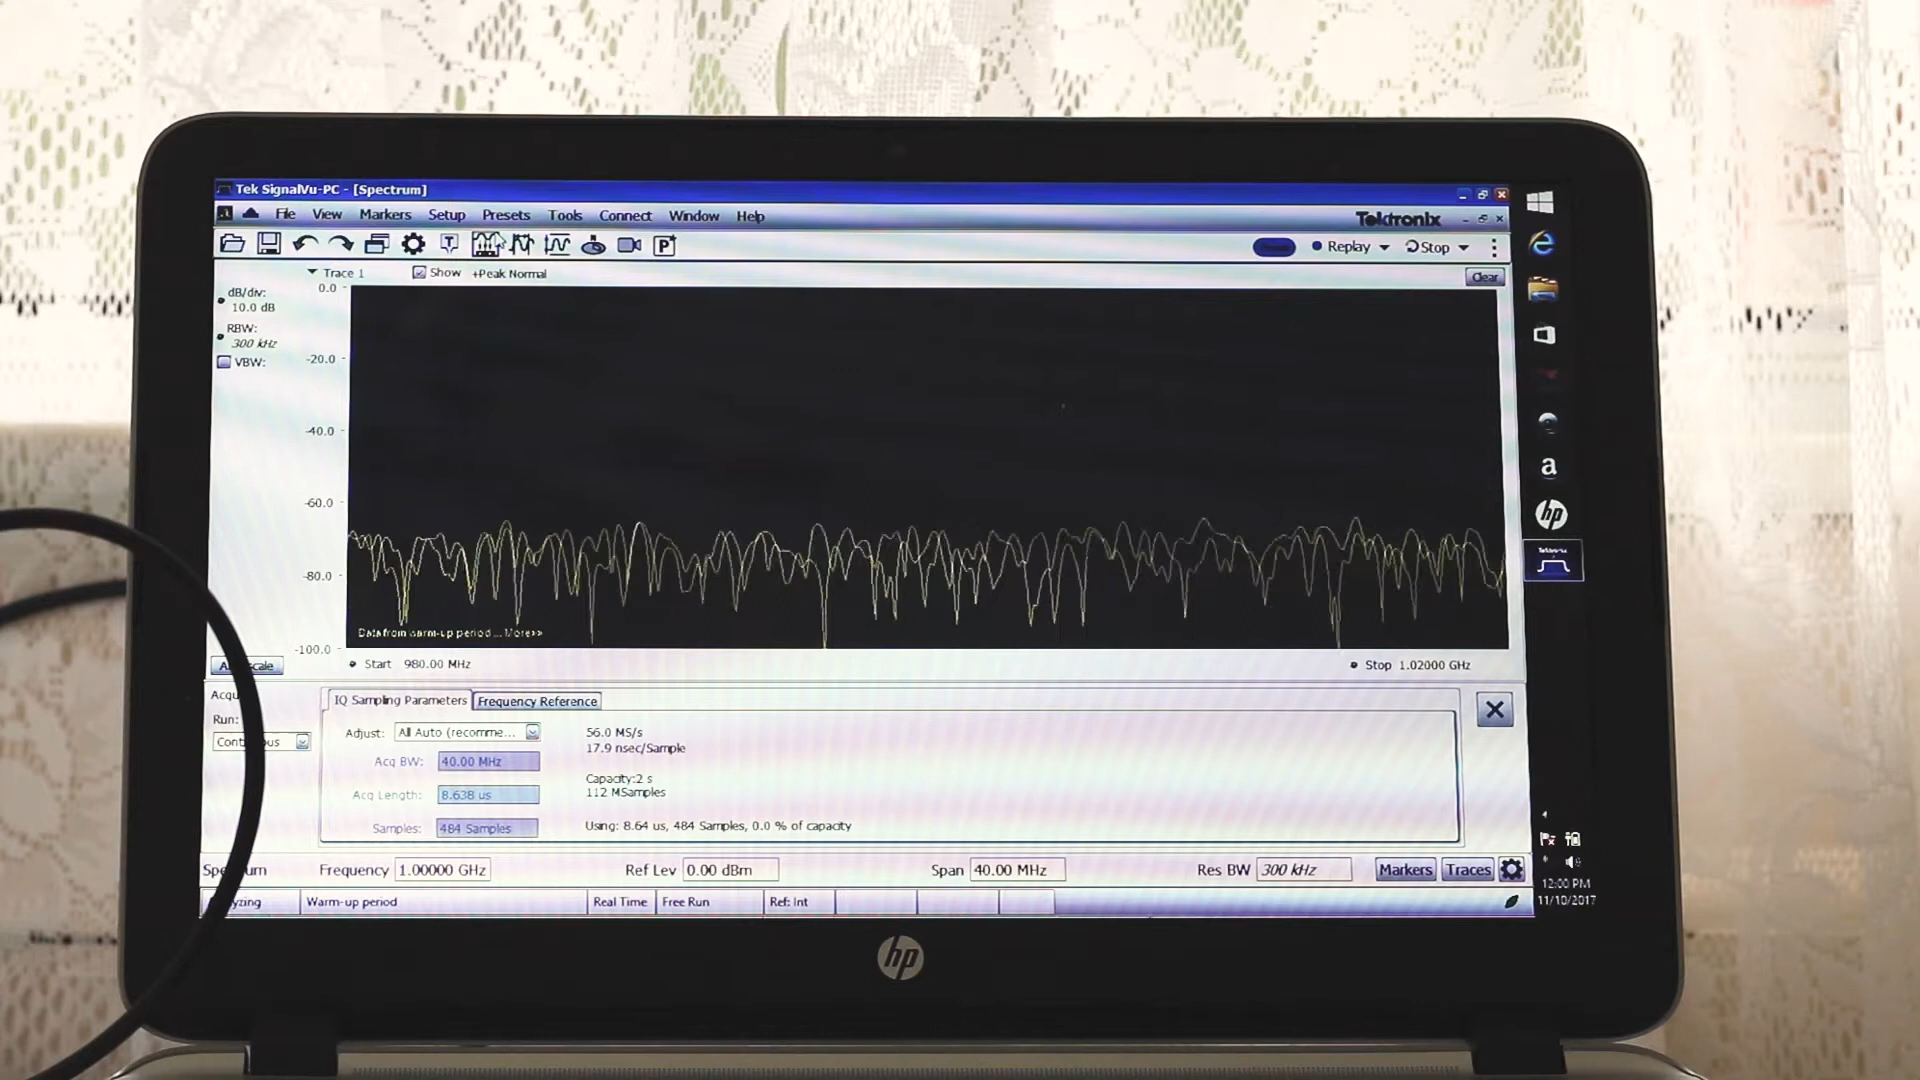 Tek SignalVu-PC - [Spectrum]
File View Markers Setup Presets Tools Connect Window Help
Tektronix
T P Replay Stop
Trace 1 Show +Peak Normal Clear
dB/div:
10.0 dB
RBW:
300 kHz
VBW:
0.0
-20.0
-40.0
-60.0
-80.0
-100.0
Data from warm-up period ... More>>
Start 980.00 MHz Stop 1.02000 GHz
IQ Sampling Parameters Frequency Reference
Run:
Adjust: All Auto (recomme... 56.0 MS/s
17.9 nsec/Sample
Acq BW: 40.00 MHz
Capacity:2 s
Acq Length: 8.638 us 112 MSamples
Samples: 484 Samples Using: 8.64 us, 484 Samples, 0.0 % of capacity
Frequency 1.00000 GHz Ref Lev 0.00 dBm Span 40.00 MHz Res BW 300 kHz Markers Traces
Warm-up period Real Time Free Run Ref: Int
a
hp
Tektronix
12:00 PM
11/10/2017
hp